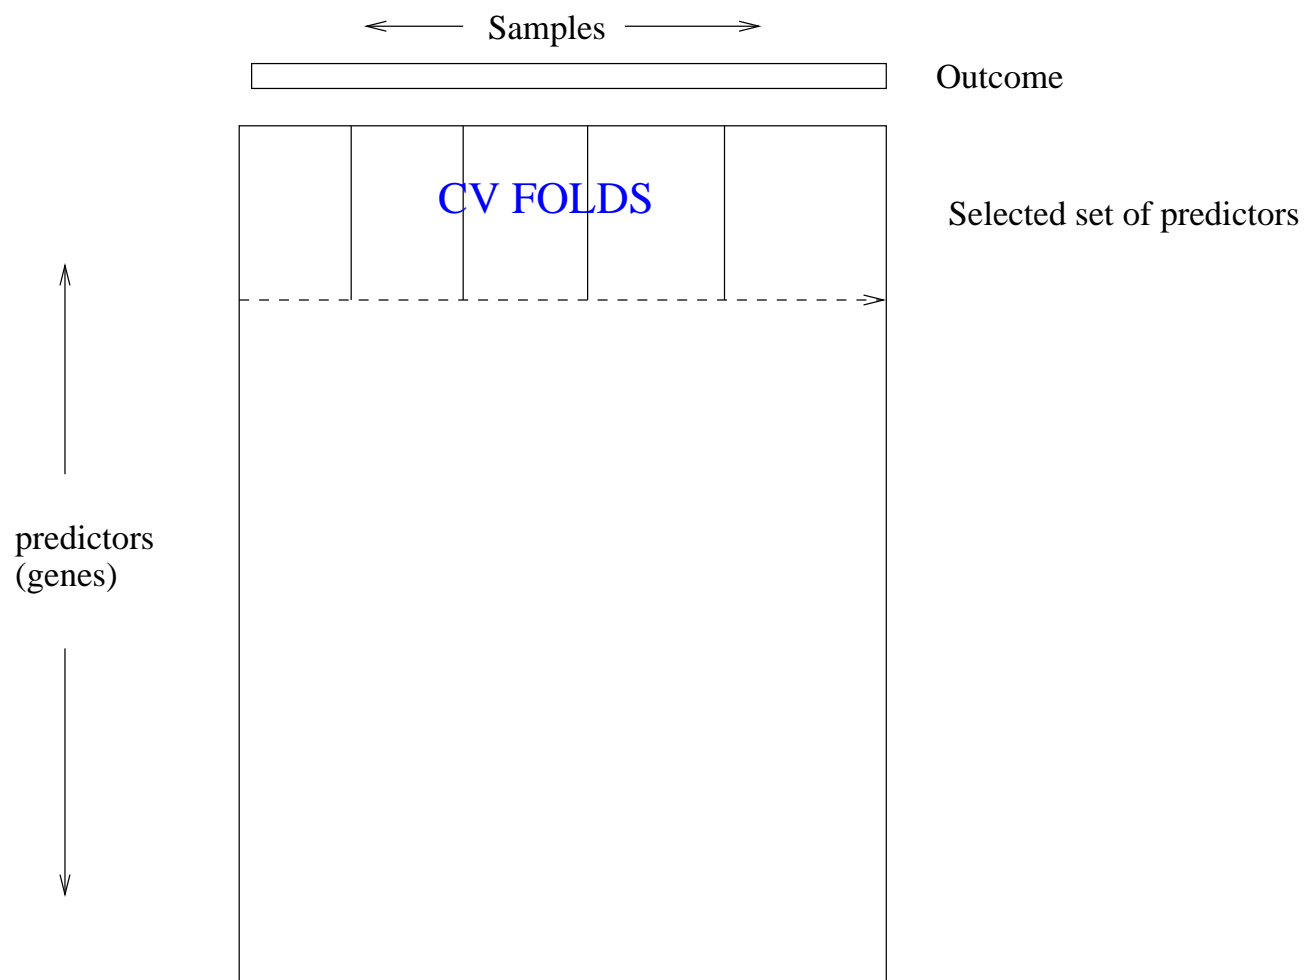 Samples
Outcome
CV FOLDS
Selected set of predictors
predictors
(genes)